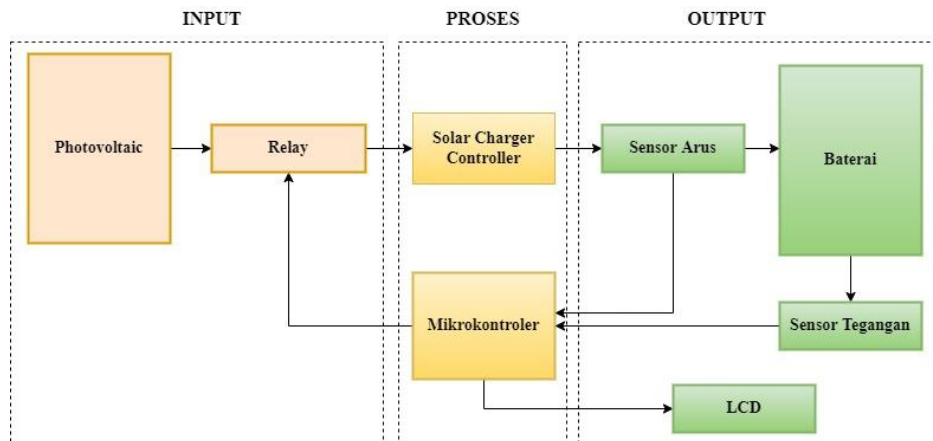 INPUT
PROSES
OUTPUT
Photovoltaic
Relay
Solar Charger
Controller
Sensor Arus
Baterai
Mikrokontroler
Sensor Tegangan
LCD